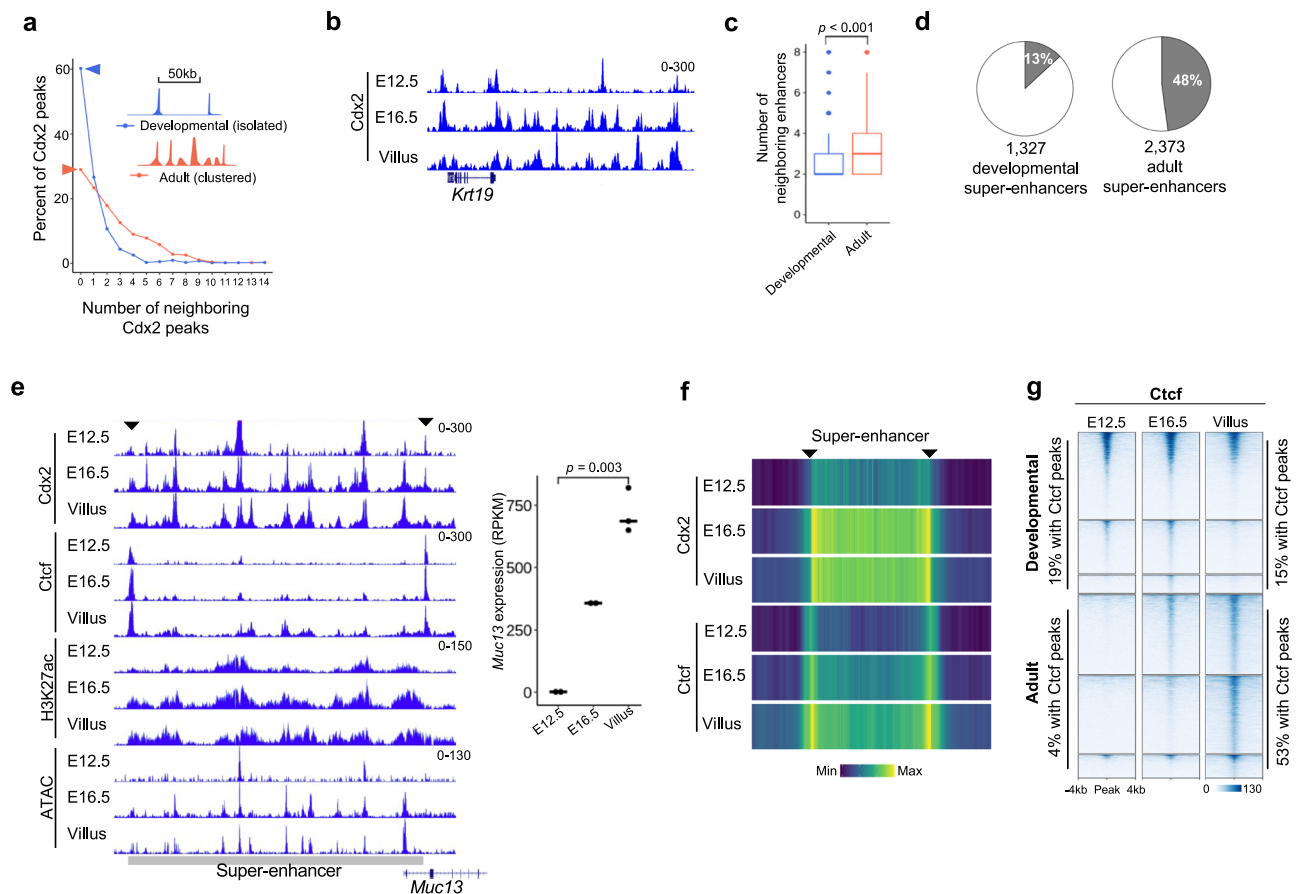 a
60
40
20
0
Percent of Cdx2 peaks
50kb
Developmental (isolated)
Adult (clustered)
0 1 2 3 4 5 6 7 8 9 10 11 12 13 14
Number of neighboring
Cdx2 peaks
b
Cdx2
E12.5
E16.5
Villus
0-300
Krt19
c
p < 0.001
Number of
neighboring enhancers
8
6
4
2
0
Developmental
Adult
d
13%
48%
1,327
developmental
super-enhancers
2,373
adult
super-enhancers
e
Cdx2
E12.5
E16.5
Villus
0-300
Ctcf
E12.5
E16.5
Villus
0-300
H3K27ac
E12.5
E16.5
Villus
0-150
ATAC
E12.5
E16.5
Villus
0-130
Super-enhancer
Muc13
p = 0.003
Muc13 expression (RPKM)
750
500
250
0
E12.5
E16.5
Villus
f
Super-enhancer
Cdx2
E12.5
E16.5
Villus
Ctcf
E12.5
E16.5
Villus
Min
Max
g
Ctcf
E12.5 E16.5 Villus
Developmental
19% with Ctcf peaks
15% with Ctcf peaks
Adult
4% with Ctcf peaks
53% with Ctcf peaks
-4kb Peak 4kb
0 130